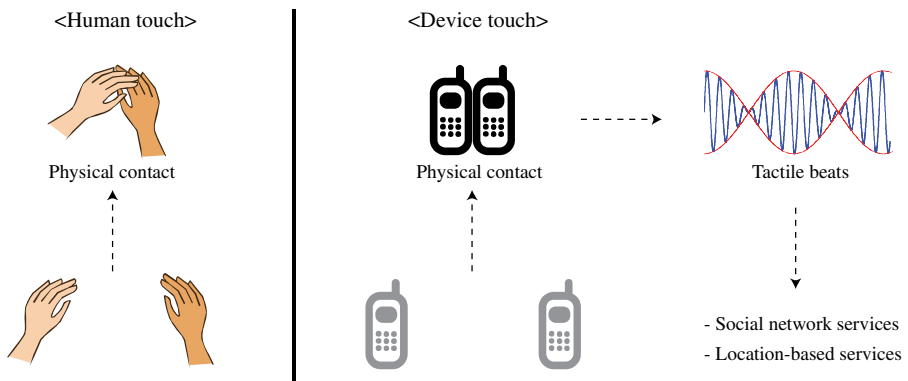 <Human touch>
<Device touch>
Physical contact
Physical contact
Tactile beats
- Social network services
- Location-based services